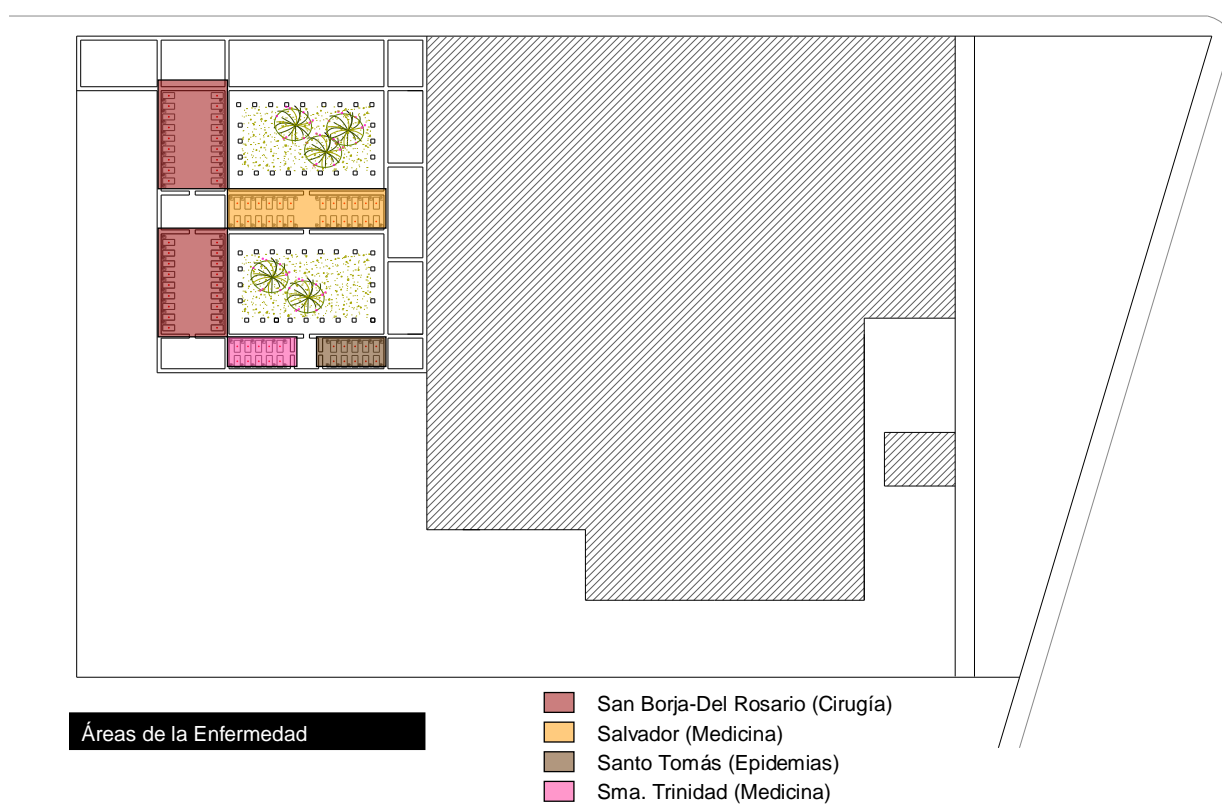 Áreas de la Enfermedad
San Borja-Del Rosario (Cirugía)
Salvador (Medicina)
Santo Tomás (Epidemias)
Sma. Trinidad (Medicina)